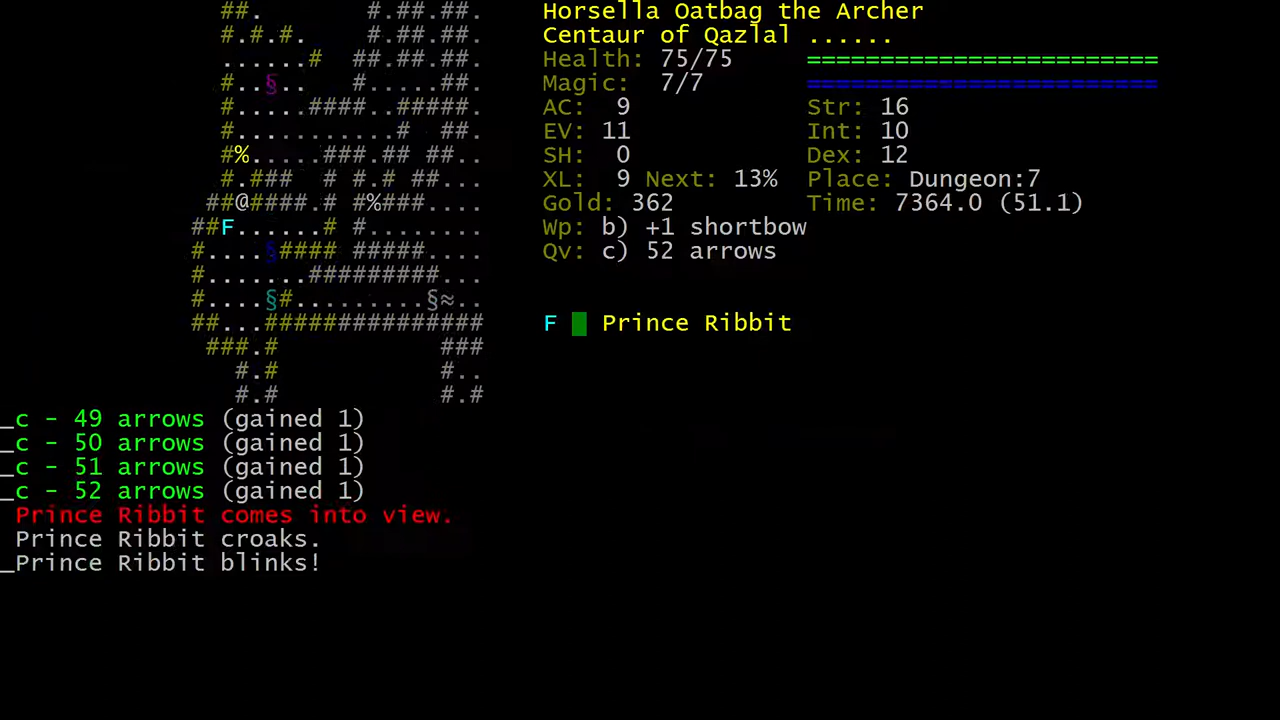 Horsella Oatbag the Archer
Centaur of Qazlal ......
Health: 75/75 ========================
Magic: 7/7 ========================
AC: 9 Str: 16
EV: 11 Int: 10
SH: 0 Dex: 12
XL: 9 Next: 13% Place: Dungeon:7
Gold: 362 Time: 7364.0 (51.1)
Wp: b) +1 shortbow
Qv: c) 52 arrows
F Prince Ribbit
##. #.##.##
#.#.#. #.##.##
......# ##.##.##
#..§.. #.....##
#.....####...#####
#...........# ##.
#%.....###.## ##..
#.### # #.# ##...
##@####.# #%###....
##F......# #........
#....§#### #####....
#.......#########...
#....§#.........§≈..
##...###############
###.# ###
#.# #..
#.# #.#
_c - 49 arrows (gained 1)
_c - 50 arrows (gained 1)
_c - 51 arrows (gained 1)
_c - 52 arrows (gained 1)
Prince Ribbit comes into view.
Prince Ribbit croaks.
_Prince Ribbit blinks!